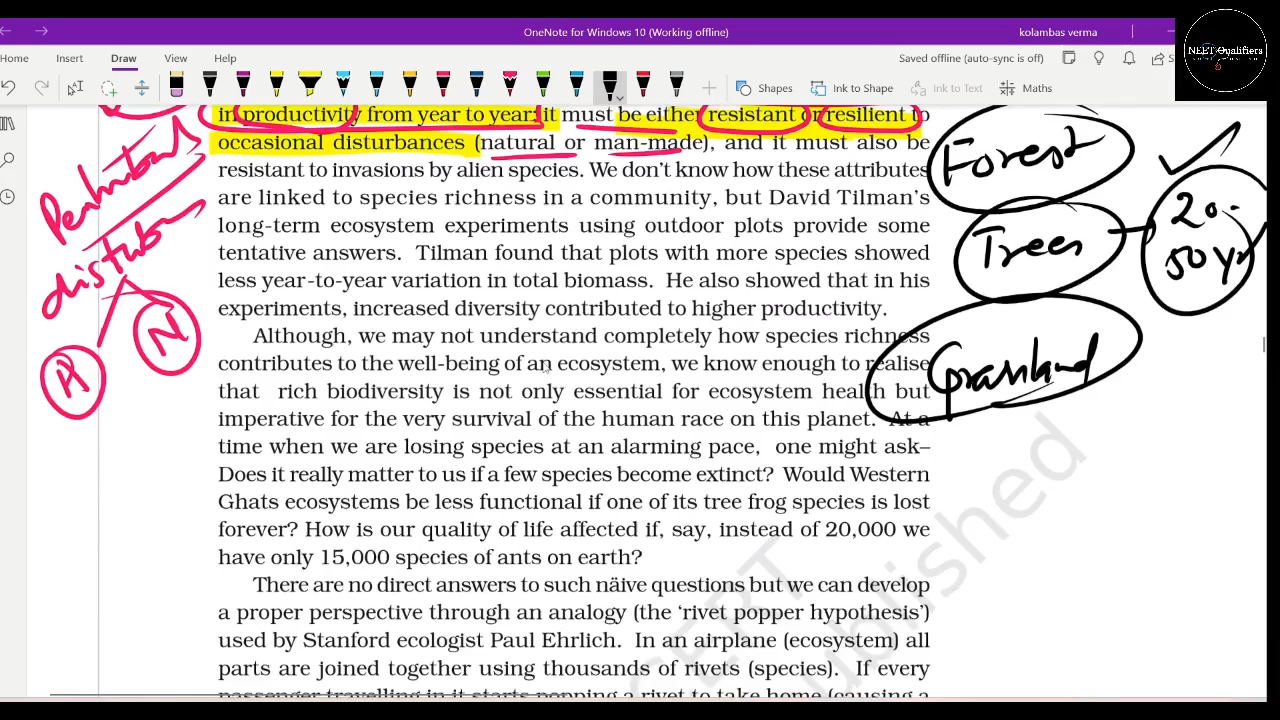 OneNote for Windows 10 (Working offline)
kolambas verma
NEET Qualifiers
Home Insert Draw View Help
Saved offline (auto-sync is off)
Shapes Ink to Shape Ink to Text Maths
in productivity from year to year; it must be either resistant or resilient to
occasional disturbances (natural or man-made), and it must also be
resistant to invasions by alien species. We don't know how these attributes
are linked to species richness in a community, but David Tilman's
long-term ecosystem experiments using outdoor plots provide some
tentative answers. Tilman found that plots with more species showed
less year-to-year variation in total biomass. He also showed that in his
experiments, increased diversity contributed to higher productivity.
Although, we may not understand completely how species richness
contributes to the well-being of an ecosystem, we know enough to realise
that rich biodiversity is not only essential for ecosystem health but
imperative for the very survival of the human race on this planet. At a
time when we are losing species at an alarming pace, one might ask–
Does it really matter to us if a few species become extinct? Would Western
Ghats ecosystems be less functional if one of its tree frog species is lost
forever? How is our quality of life affected if, say, instead of 20,000 we
have only 15,000 species of ants on earth?
There are no direct answers to such näive questions but we can develop
a proper perspective through an analogy (the 'rivet popper hypothesis')
used by Stanford ecologist Paul Ehrlich. In an airplane (ecosystem) all
parts are joined together using thousands of rivets (species). If every
passenger travelling in it starts popping a rivet to take home (causing a
N
Forest
Trees
20-
50 yr
Grassland